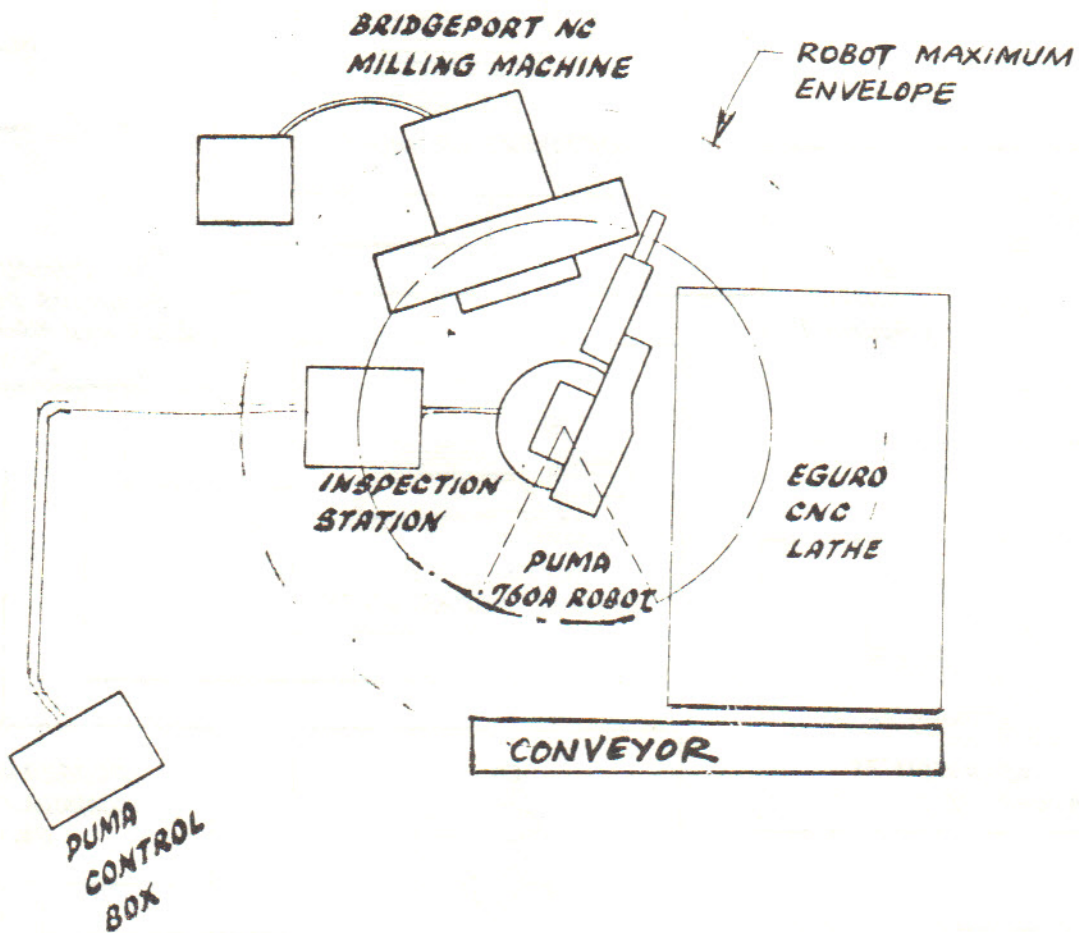 BRIDGEPORT NC
MILLING MACHINE
ROBOT MAXIMUM
ENVELOPE
INSPECTION
STATION
EGURO
CNC
LATHE
PUMA
760A ROBOT
CONVEYOR
PUMA
CONTROL
BOX